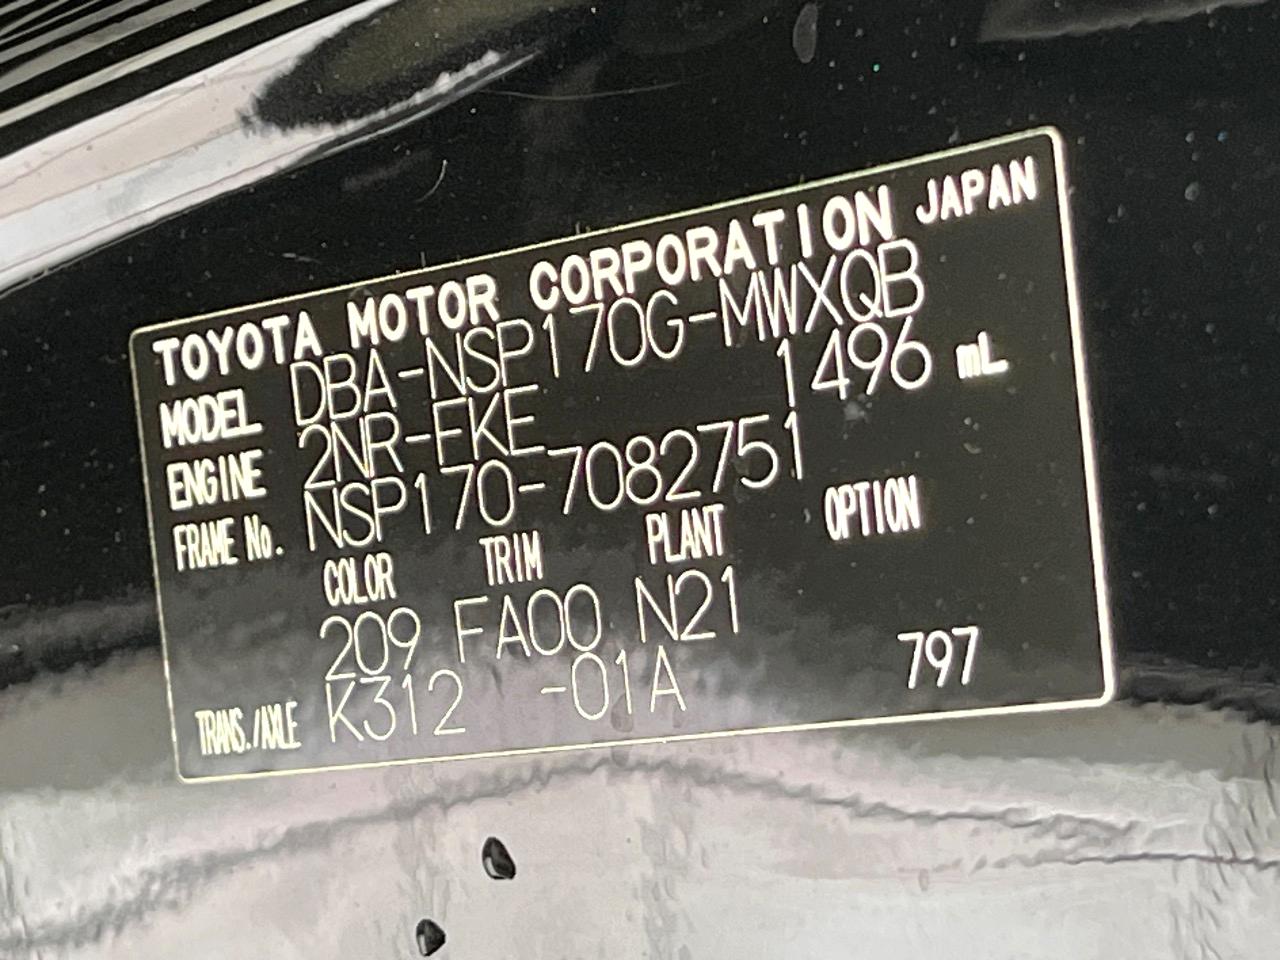 TOYOTA MOTOR CORPORATION JAPAN
MODEL DBA-NSP170G-MWXQB
ENGINE 2NR-FKE 1496 mL
FRAME No. NSP170-7082751
COLOR TRIM PLANT OPTION
209 FA00 N21
TRANS./AXLE K312 -01A 797